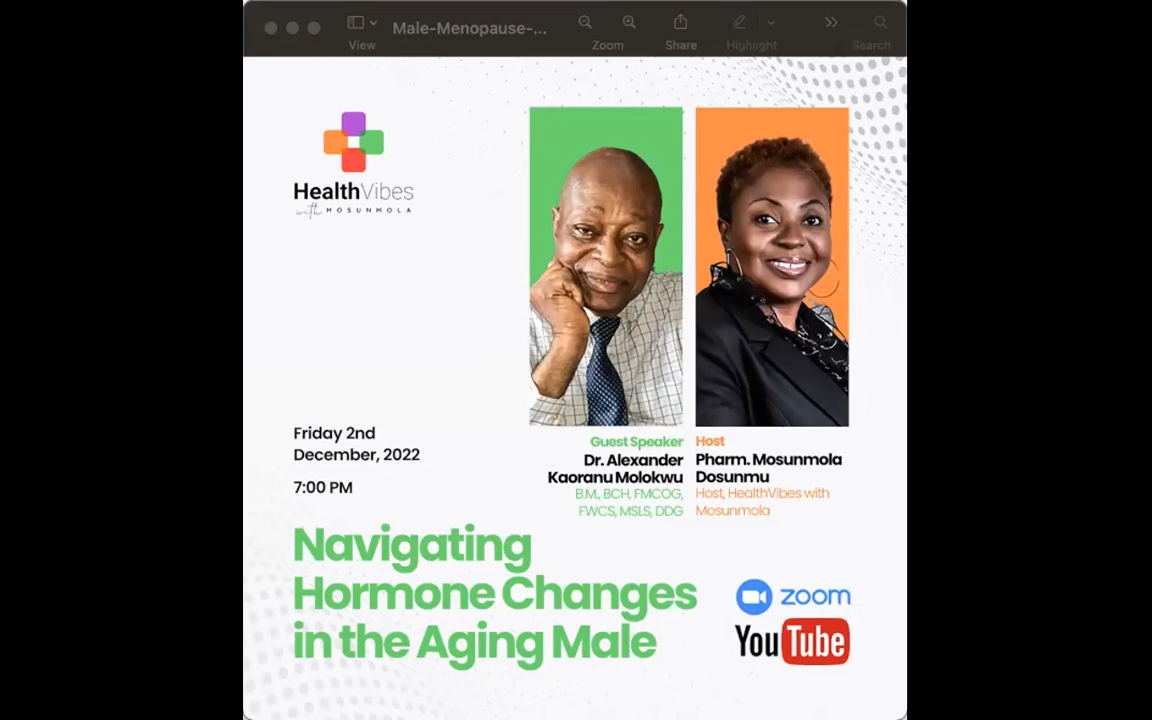 Male-Menopause-...
View
Zoom
Share
Highlight
Search
HealthVibes
with MOSUNMOLA
Guest Speaker
Dr. Alexander
Kaoranu Molokwu
B.M., BCH, FMCOG,
FWCS, MSLS, DDG
Host
Pharm. Mosunmola
Dosunmu
Host, HealthVibes with
Mosunmola
Friday 2nd
December, 2022
7:00 PM
Navigating
Hormone Changes
in the Aging Male
zoom
YouTube